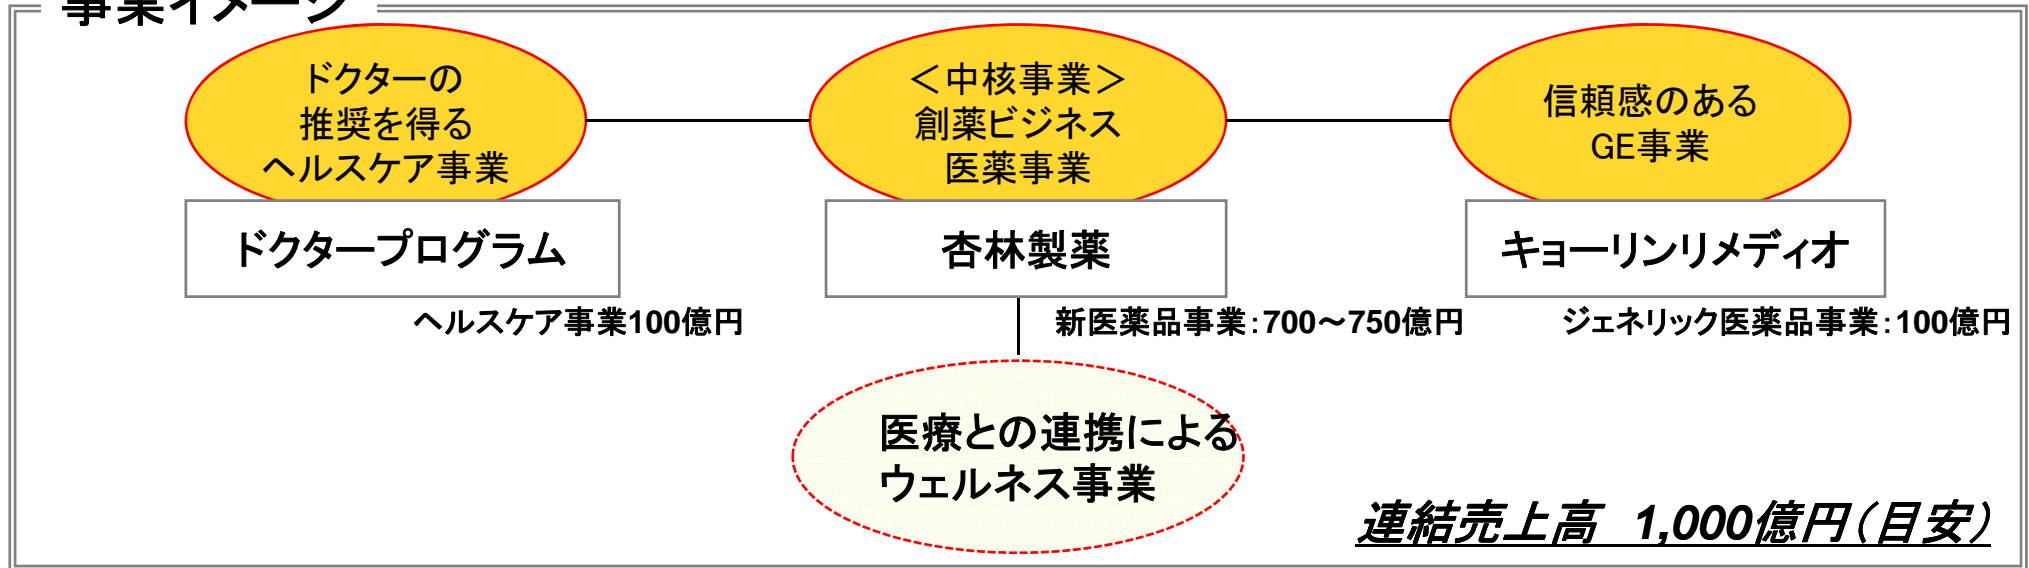 事業イメージ
ドクターの
推奨を得る
ヘルスケア事業
＜中核事業＞
創薬ビジネス
医薬事業
信頼感のある
GE事業
ドクタープログラム
杏林製薬
キョーリンリメディオ
ヘルスケア事業100億円
新医薬品事業：700～750億円
ジェネリック医薬品事業：100億円
医療との連携による
ウェルネス事業
連結売上高　1,000億円（目安）